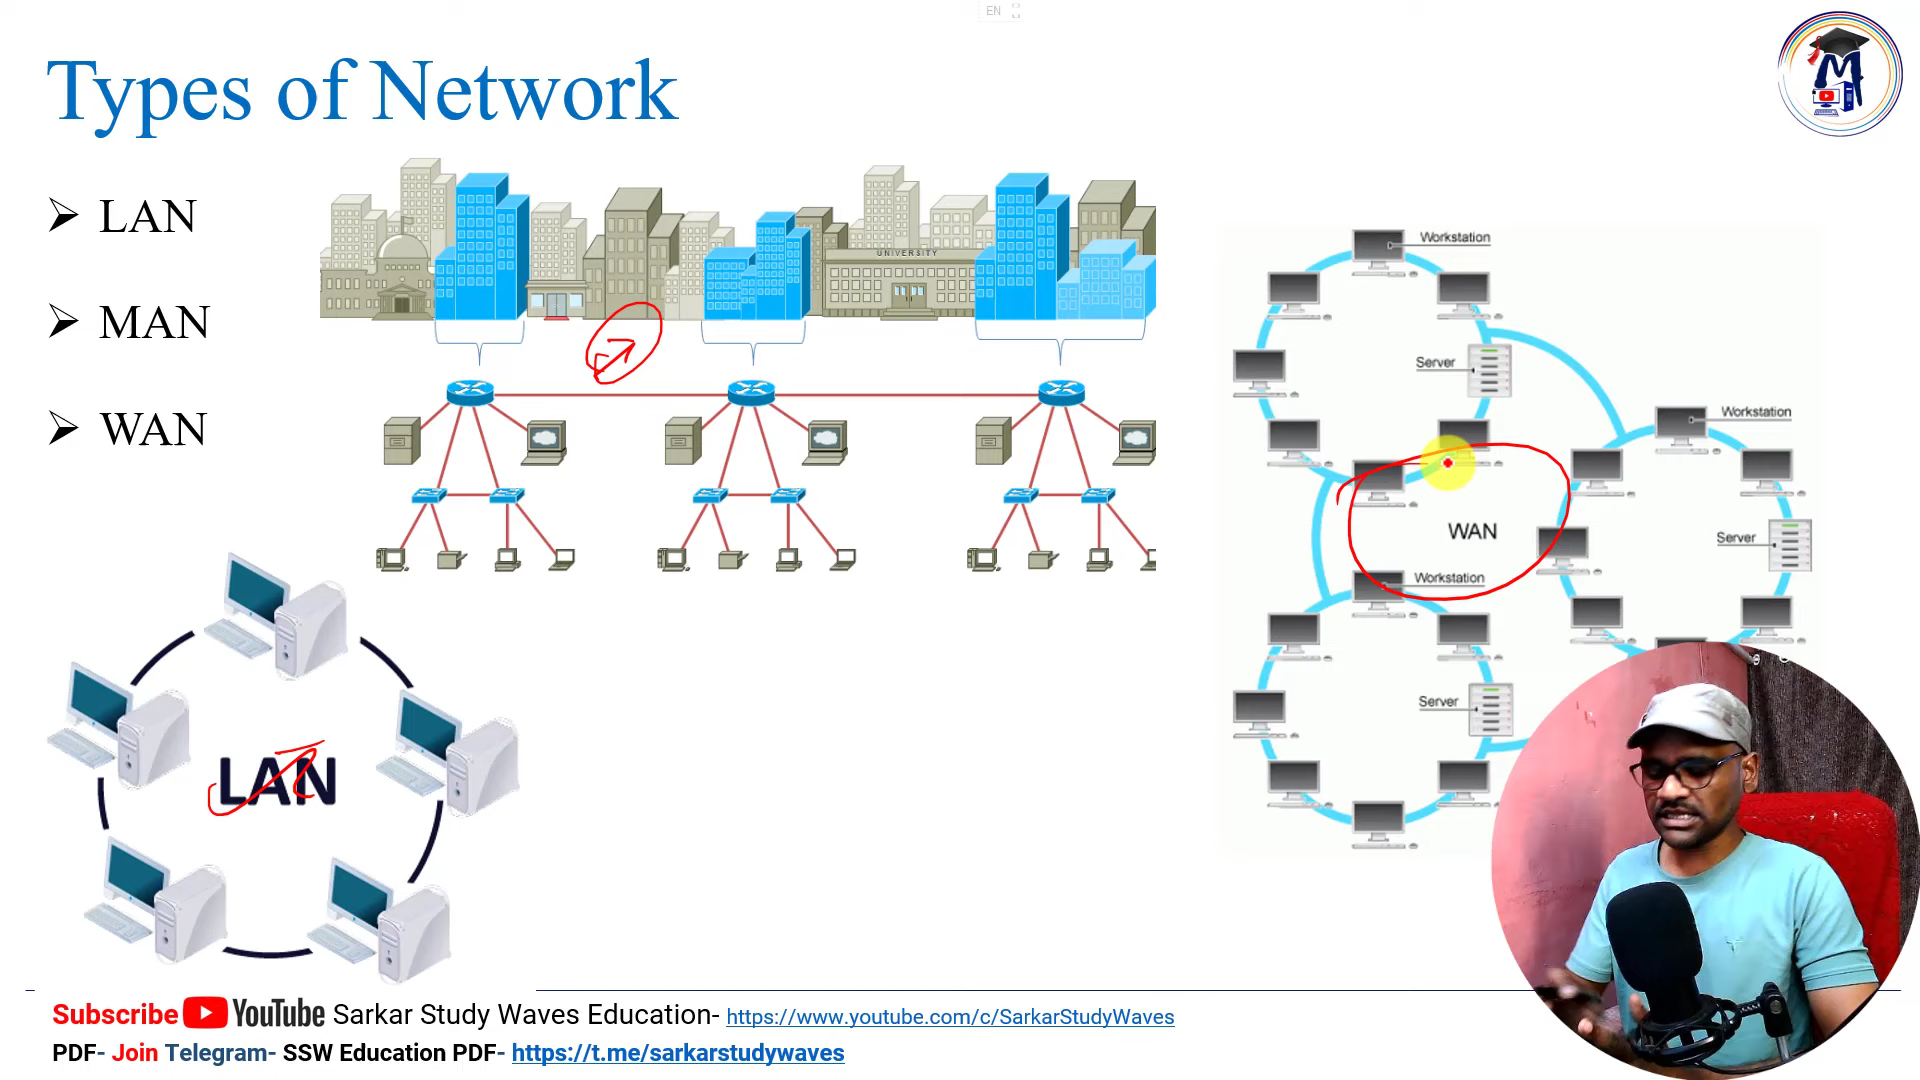 EN
Types of Network
LAN
MAN
WAN
UNIVERSITY
Workstation
Server
Workstation
WAN
Server
Workstation
Server
LAN
Subscribe YouTube Sarkar Study Waves Education- https://www.youtube.com/c/SarkarStudyWaves
PDF- Join Telegram- SSW Education PDF- https://t.me/sarkarstudywaves